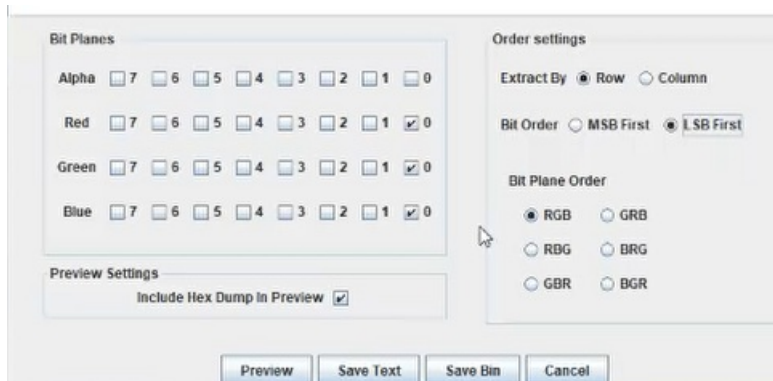 Bit Planes
Alpha 7 6 5 4 3 2 1 0
Red 7 6 5 4 3 2 1 0
Green 7 6 5 4 3 2 1 0
Blue 7 6 5 4 3 2 1 0
Preview Settings
Include Hex Dump In Preview
Order settings
Extract By Row Column
Bit Order MSB First LSB First
Bit Plane Order
RGB GRB
RBG BRG
GBR BGR
Preview Save Text Save Bin Cancel